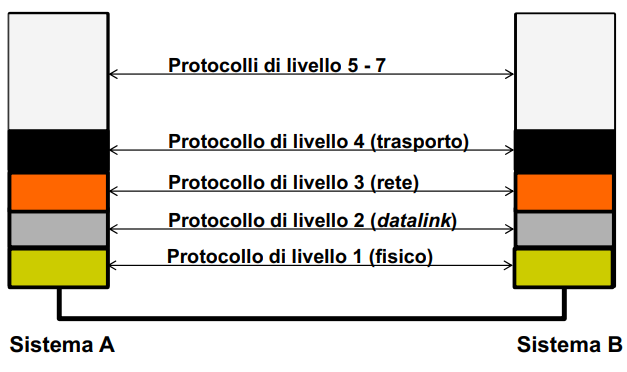 Protocolli di livello 5 - 7
Protocollo di livello 4 (trasporto)
Protocollo di livello 3 (rete)
Protocollo di livello 2 (datalink)
Protocollo di livello 1 (fisico)
Sistema A
Sistema B